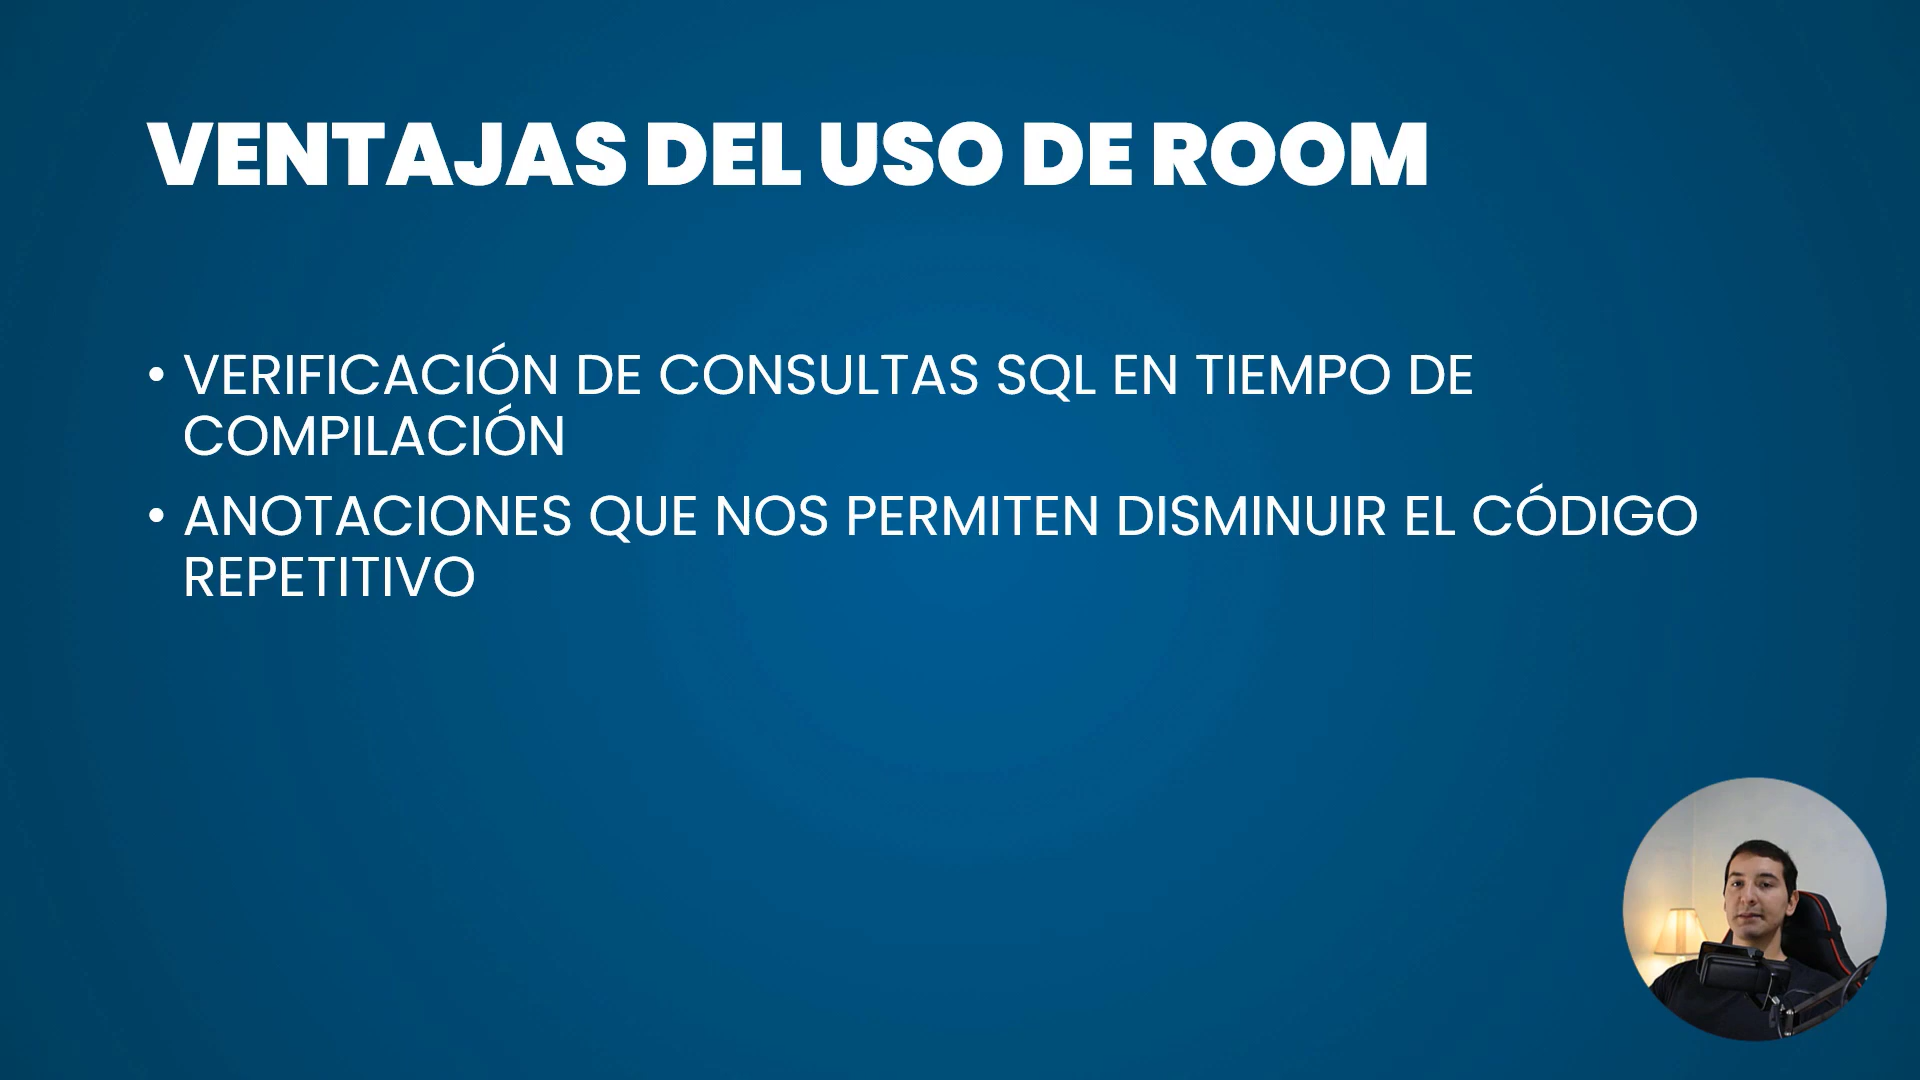 VENTAJAS DEL USO DE ROOM
• VERIFICACIÓN DE CONSULTAS SQL EN TIEMPO DE
COMPILACIÓN
• ANOTACIONES QUE NOS PERMITEN DISMINUIR EL CÓDIGO
REPETITIVO